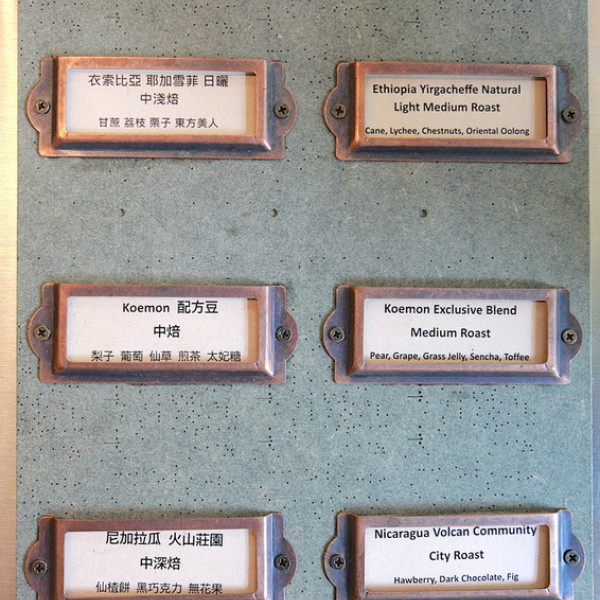 衣索比亞 耶加雪菲 日曬
中淺焙
甘蔗 荔枝 栗子 東方美人
Ethiopia Yirgacheffe Natural
Light Medium Roast
Cane, Lychee, Chestnuts, Oriental Oolong
Koemon 配方豆
中焙
梨子 葡萄 仙草 煎茶 太妃糖
Koemon Exclusive Blend
Medium Roast
Pear, Grape, Grass Jelly, Sencha, Toffee
尼加拉瓜 火山莊園
中深焙
仙楂餅 黑巧克力 無花果
Nicaragua Volcan Community
City Roast
Hawberry, Dark Chocolate, Fig